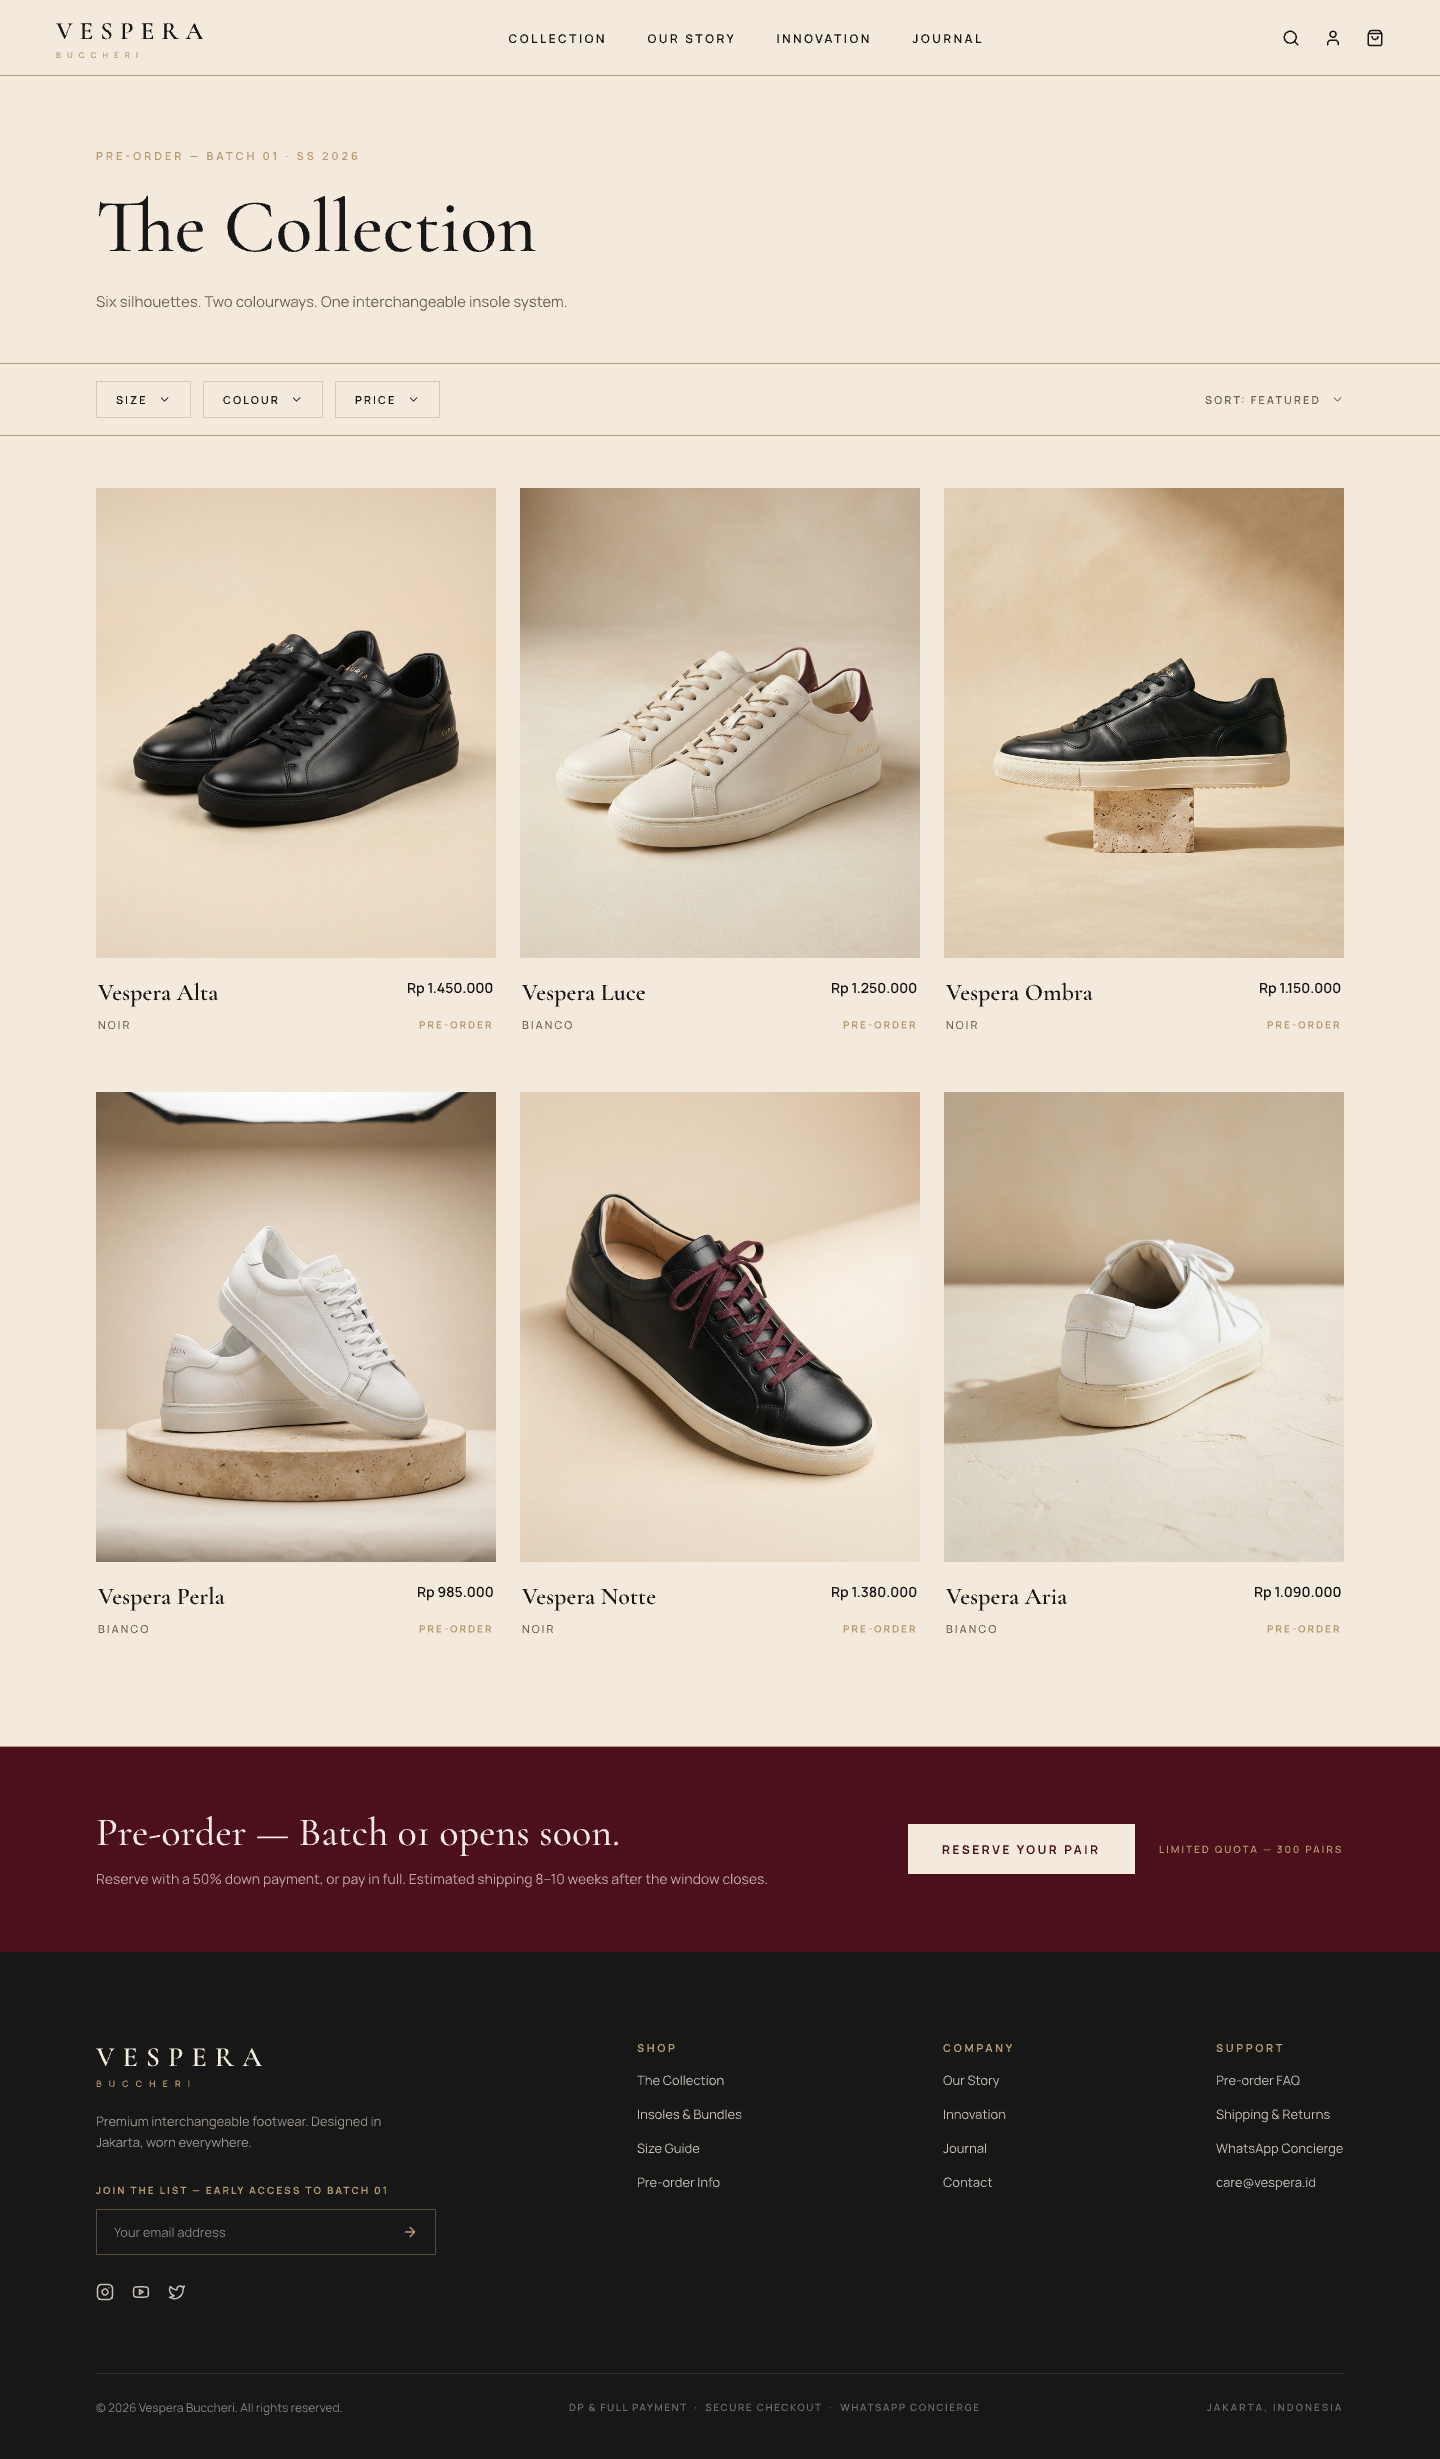 VESPERA
BUCCHERI
COLLECTION
OUR STORY
INNOVATION
JOURNAL
PRE-ORDER — BATCH 01 · SS 2026
The Collection
Six silhouettes. Two colourways. One interchangeable insole system.
SIZE
COLOUR
PRICE
SORT: FEATURED
Vespera Alta
Rp 1.450.000
NOIR
PRE-ORDER
Vespera Luce
Rp 1.250.000
BIANCO
PRE-ORDER
Vespera Ombra
Rp 1.150.000
NOIR
PRE-ORDER
Vespera Perla
Rp 985.000
BIANCO
PRE-ORDER
Vespera Notte
Rp 1.380.000
NOIR
PRE-ORDER
Vespera Aria
Rp 1.090.000
BIANCO
PRE-ORDER
Pre-order — Batch 01 opens soon.
Reserve with a 50% down payment, or pay in full. Estimated shipping 8–10 weeks after the window closes.
RESERVE YOUR PAIR
LIMITED QUOTA — 300 PAIRS
VESPERA
BUCCHERI
Premium interchangeable footwear. Designed in
Jakarta, worn everywhere.
JOIN THE LIST — EARLY ACCESS TO BATCH 01
Your email address
SHOP
The Collection
Insoles & Bundles
Size Guide
Pre-order Info
COMPANY
Our Story
Innovation
Journal
Contact
SUPPORT
Pre-order FAQ
Shipping & Returns
WhatsApp Concierge
care@vespera.id
© 2026 Vespera Buccheri. All rights reserved.
DP & FULL PAYMENT · SECURE CHECKOUT · WHATSAPP CONCIERGE
JAKARTA, INDONESIA